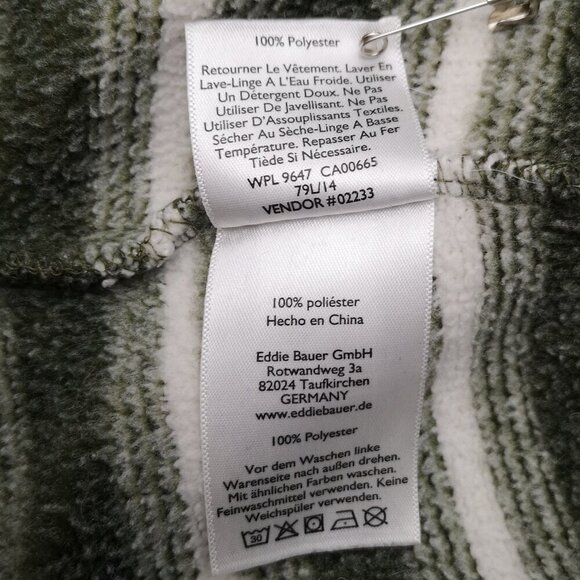 100% Polyester
Retourner Le Vêtement. Laver En
Lave-Linge A L'Eau Froide. Utiliser
Un Détergent Doux. Ne Pas
Utiliser De Javellisant. Ne Pas
Utiliser D'Assouplissants Textiles.
Sécher Au Sèche-Linge A Basse
Température. Repasser Au Fer
Tiède Si Nécessaire.
WPL 9647 CA00665
79L/14
VENDOR #02233
100% poliéster
Hecho en China
Eddie Bauer GmbH
Rotwandweg 3a
82024 Taufkirchen
GERMANY
www.eddiebauer.de
100% Polyester
Vor dem Waschen linke
Warenseite nach außen drehen.
Mit ähnlichen Farben waschen.
Feinwaschmittel verwenden. Keine
Weichspüler verwenden.
30